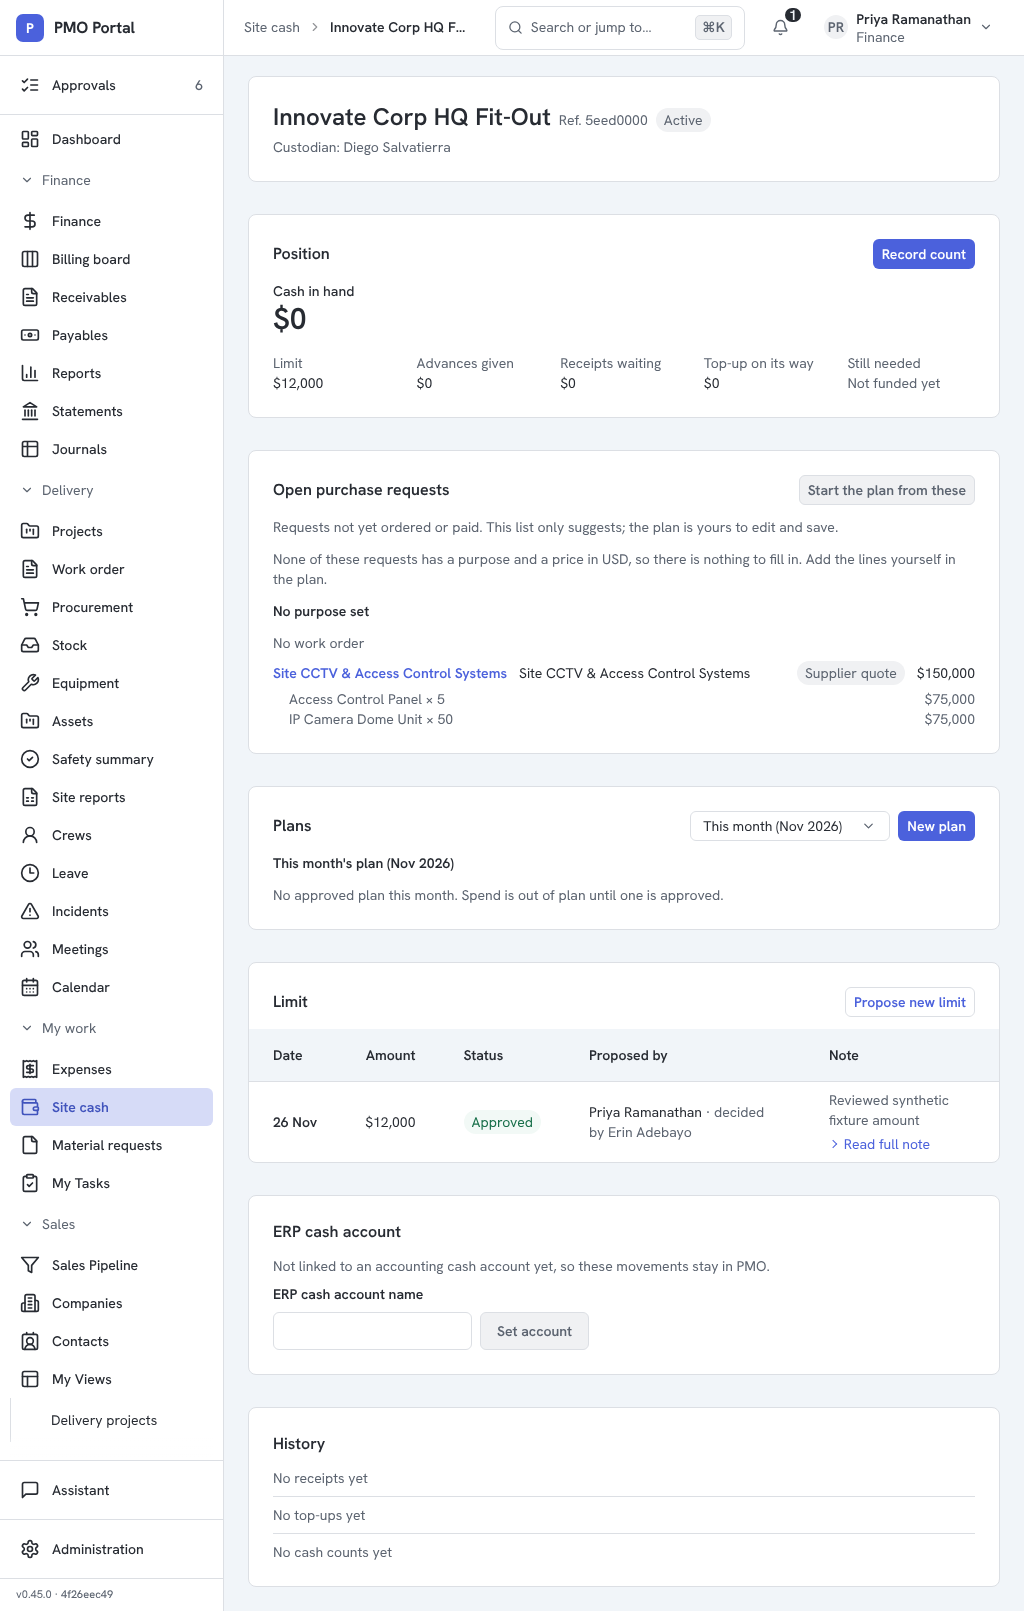 P PMO Portal
Site cash > Innovate Corp HQ F...
Search or jump to... ⌘K
1
PR Priya Ramanathan
Finance
Approvals 6
Dashboard
Finance
Finance
Billing board
Receivables
Payables
Reports
Statements
Journals
Delivery
Projects
Work order
Procurement
Stock
Equipment
Assets
Safety summary
Site reports
Crews
Leave
Incidents
Meetings
Calendar
My work
Expenses
Site cash
Material requests
My Tasks
Sales
Sales Pipeline
Companies
Contacts
My Views
Delivery projects
Assistant
Administration
v0.45.0 · 4f26eec49
Innovate Corp HQ Fit-Out Ref. 5eed0000 Active
Custodian: Diego Salvatierra
Position Record count
Cash in hand
$0
Limit Advances given Receipts waiting Top-up on its way Still needed
$12,000 $0 $0 $0 Not funded yet
Open purchase requests Start the plan from these
Requests not yet ordered or paid. This list only suggests; the plan is yours to edit and save.
None of these requests has a purpose and a price in USD, so there is nothing to fill in. Add the lines yourself in
the plan.
No purpose set
No work order
Site CCTV & Access Control Systems Site CCTV & Access Control Systems Supplier quote $150,000
Access Control Panel × 5 $75,000
IP Camera Dome Unit × 50 $75,000
Plans This month (Nov 2026) New plan
This month's plan (Nov 2026)
No approved plan this month. Spend is out of plan until one is approved.
Limit Propose new limit
Date Amount Status Proposed by Note
26 Nov $12,000 Approved Priya Ramanathan · decided
by Erin Adebayo
Reviewed synthetic
fixture amount
> Read full note
ERP cash account
Not linked to an accounting cash account yet, so these movements stay in PMO.
ERP cash account name
Set account
History
No receipts yet
No top-ups yet
No cash counts yet